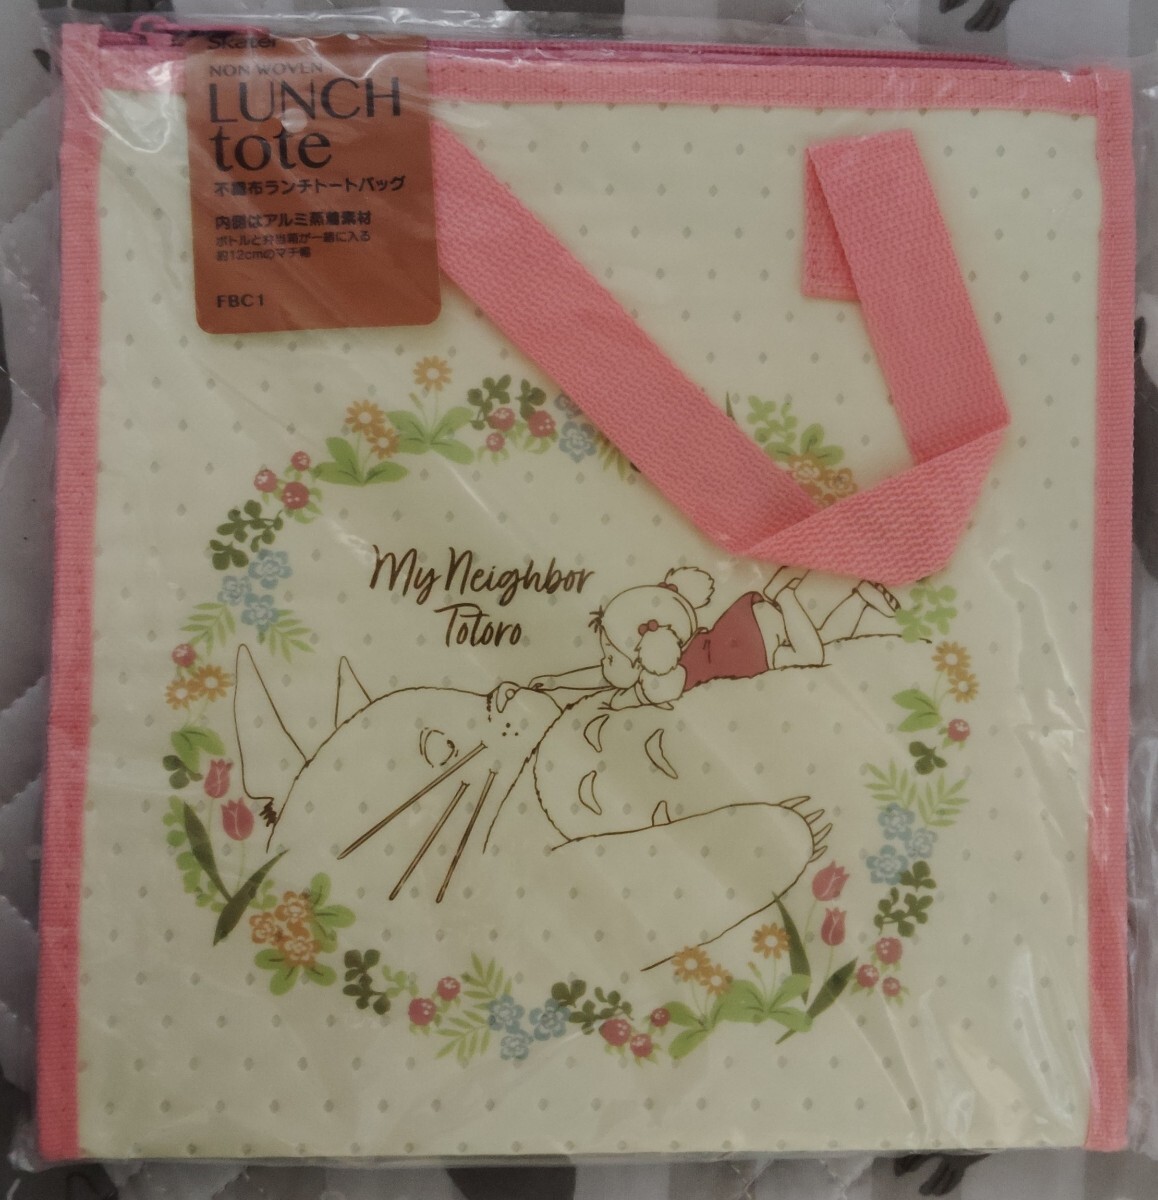 Skater
NON WOVEN
LUNCH
tote
不織布ランチトートバッグ
内側はアルミ蒸着素材
ボトルと弁当箱が一緒に入る
約12cmのマチ幅
FBC1
My Neighbor
Totoro